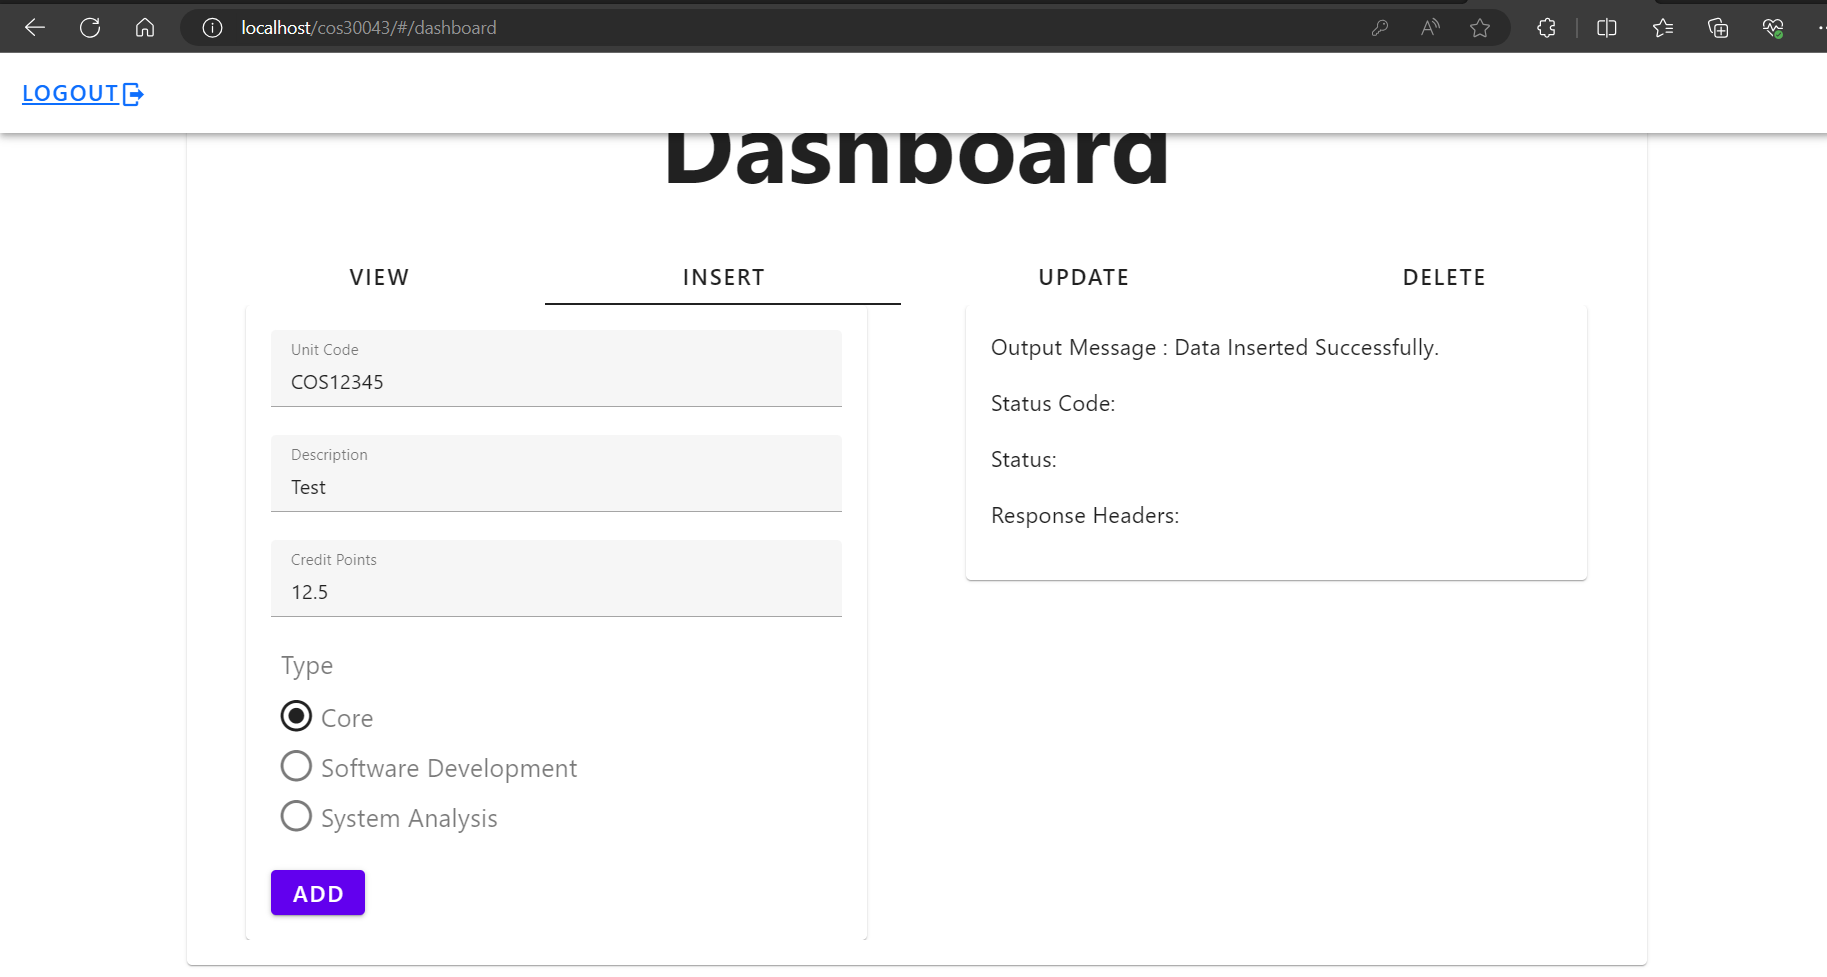 localhost/cos30043/#/dashboard
LOGOUT
Dashboard
VIEW INSERT UPDATE DELETE
Unit Code
COS12345
Description
Test
Credit Points
12.5
Type
Core
Software Development
System Analysis
ADD
Output Message : Data Inserted Successfully.
Status Code:
Status:
Response Headers: